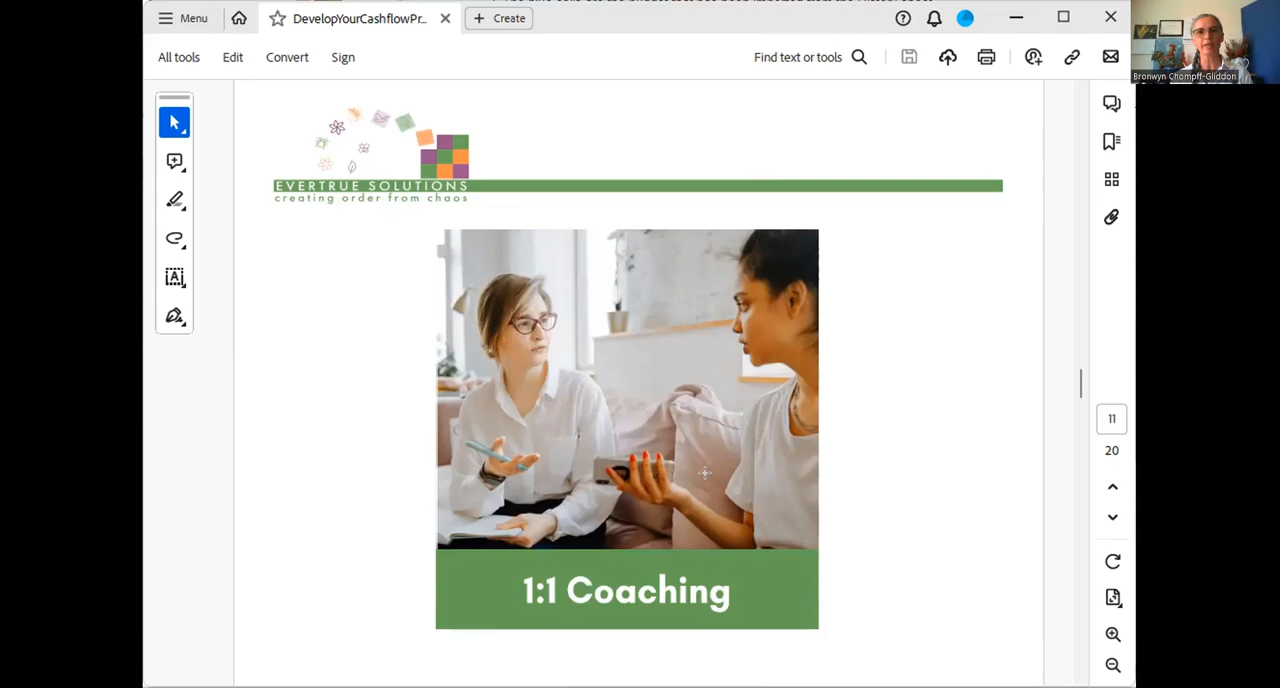 Menu
DevelopYourCashflowPr...
Create
All tools
Edit
Convert
Sign
Find text or tools
Bronwyn Chompff-Gliddon
EVERTRUE SOLUTIONS
creating order from chaos
1:1 Coaching
11
20